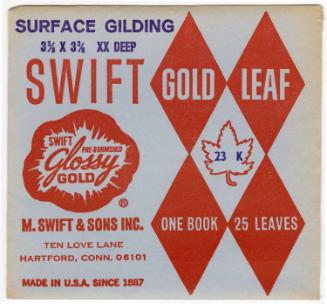 SURFACE GILDING
3⅜ X 3⅜ XX DEEP
SWIFT
GOLD LEAF
SWIFT
PRE-BURNISHED
Glossy
GOLD
®
23 K
M. SWIFT & SONS INC.
TEN LOVE LANE
HARTFORD, CONN. 06101
ONE BOOK 25 LEAVES
MADE IN U.S.A. SINCE 1887